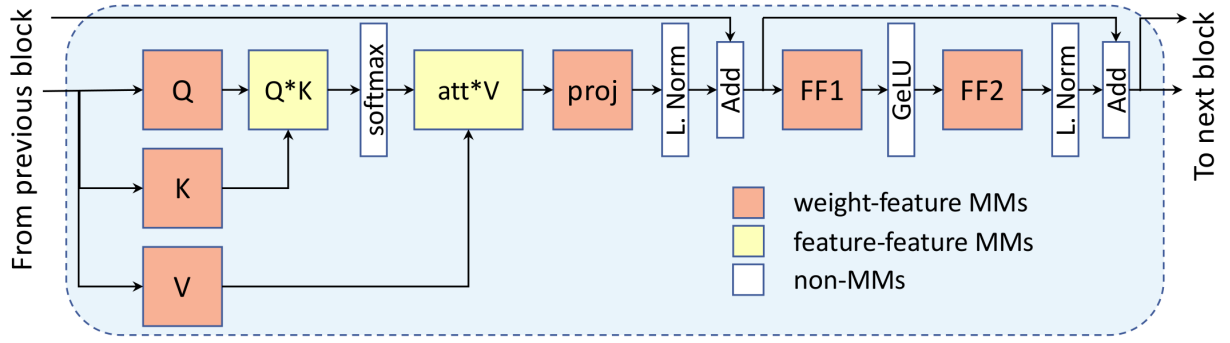 From previous block
Q
Q*K
softmax
att*V
proj
L. Norm
Add
FF1
GeLU
FF2
L. Norm
Add
To next block
K
V
weight-feature MMs
feature-feature MMs
non-MMs